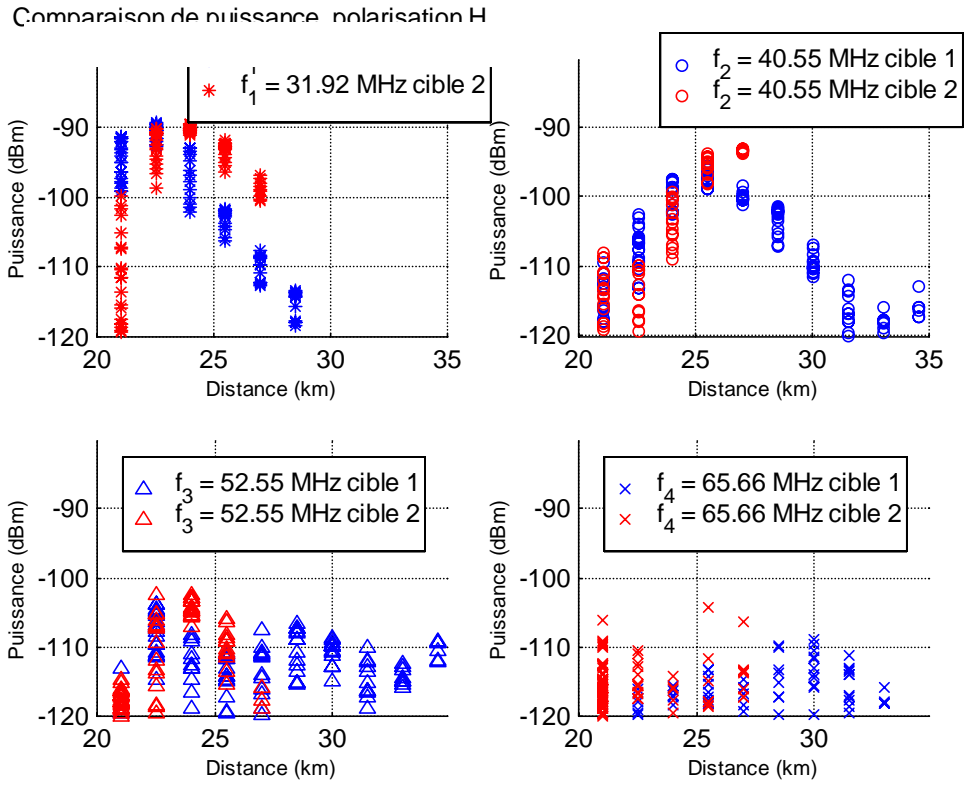 Comparaison de puissance polarisation H
f1 = 31.92 MHz cible 2
-90
-100
-110
-120
20 25 30 35
Puissance (dBm)
Distance (km)
f2 = 40.55 MHz cible 1
f2 = 40.55 MHz cible 2
-90
-100
-110
-120
20 25 30 35
Puissance (dBm)
Distance (km)
f3 = 52.55 MHz cible 1
f3 = 52.55 MHz cible 2
-90
-100
-110
-120
20 25 30
Puissance (dBm)
Distance (km)
f4 = 65.66 MHz cible 1
f4 = 65.66 MHz cible 2
-90
-100
-110
-120
20 25 30
Puissance (dBm)
Distance (km)